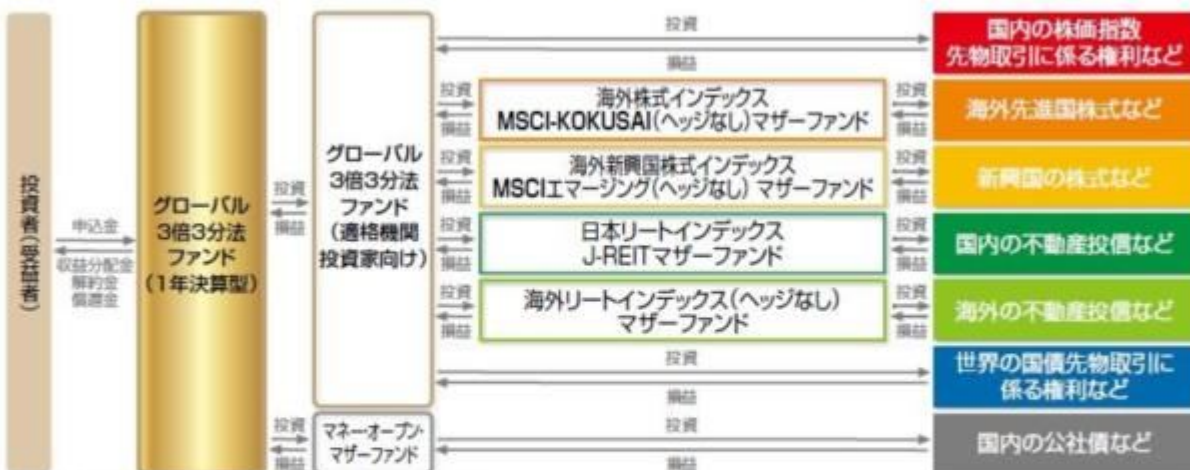 投資者(受益者)
申込金
収益分配金
解約金
償還金
グローバル
3倍3分法
ファンド
(1年決算型)
投資
損益
グローバル
3倍3分法
ファンド
(適格機関
投資家向け)
投資
損益
国内の株価指数
先物取引に係る権利など
投資
損益
海外株式インデックス
MSCI-KOKUSAI(ヘッジなし)マザーファンド
投資
損益
海外先進国株式など
投資
損益
海外新興国株式インデックス
MSCIエマージング(ヘッジなし) マザーファンド
投資
損益
新興国の株式など
投資
損益
日本リートインデックス
J-REITマザーファンド
投資
損益
国内の不動産投信など
投資
損益
海外リートインデックス(ヘッジなし)
マザーファンド
投資
損益
海外の不動産投信など
投資
損益
世界の国債先物取引に
係る権利など
投資
損益
マネー・オープン・
マザーファンド
投資
損益
国内の公社債など